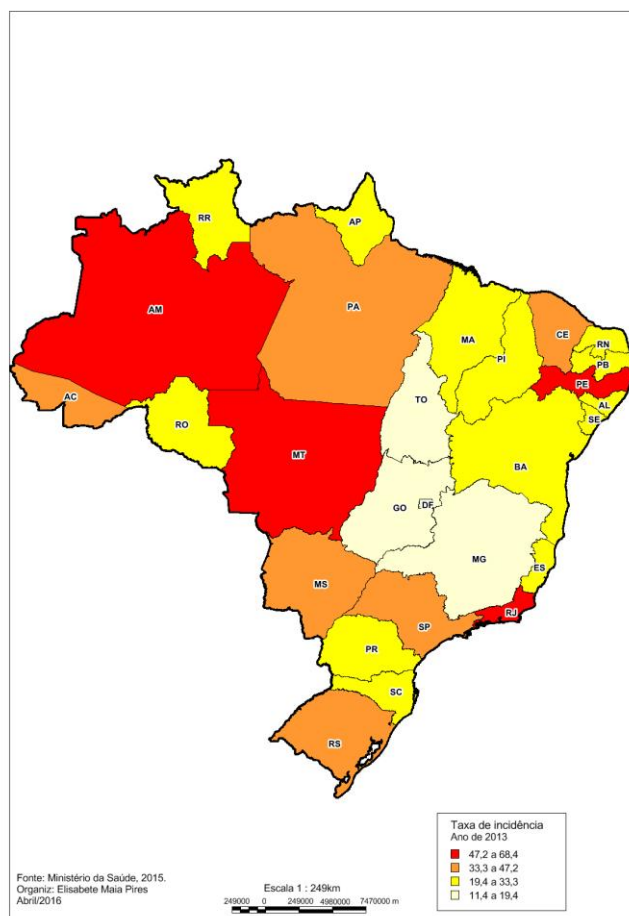 RR
AP
AM
PA
MA
CE
RN
PB
PI
PE
AL
SE
AC
TO
RO
BA
MT
GO
DF
MG
MS
ES
SP
RJ
PR
SC
RS
Taxa de incidência
Ano de 2013
47,2 a 68,4
33,3 a 47,2
19,4 a 33,3
11,4 a 19,4
Fonte: Ministério da Saúde, 2015.
Organiz: Elisabete Maia Pires
Abril/2016
Escala 1 : 249km
249000 0 249000 4980000 7470000 m